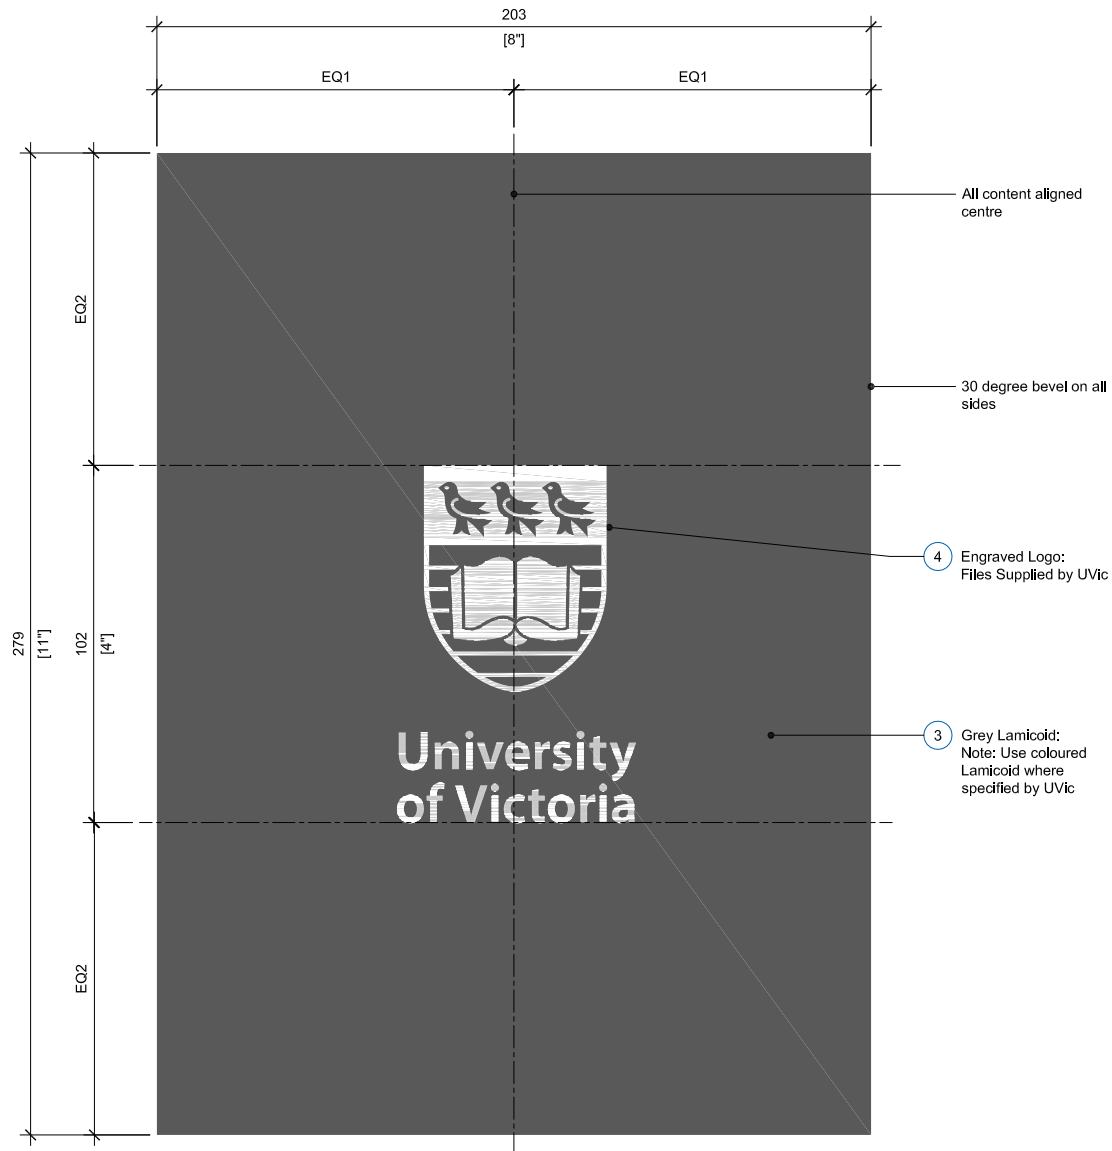 203
[8"]
EQ1
EQ1
All content aligned
centre
EQ2
30 degree bevel on all
sides
4
Engraved Logo:
Files Supplied by UVic
279
[11"]
102
[4"]
3
Grey Lamicoid:
Note: Use coloured
Lamicoid where
specified by UVic
University
of Victoria
EQ2